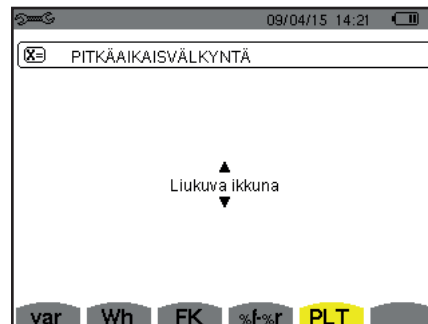 09/04/15 14:21
X= PITKÄAIKAISVÄLKYNTÄ
Liukuva ikkuna
var Wh FK %f-%r PLT